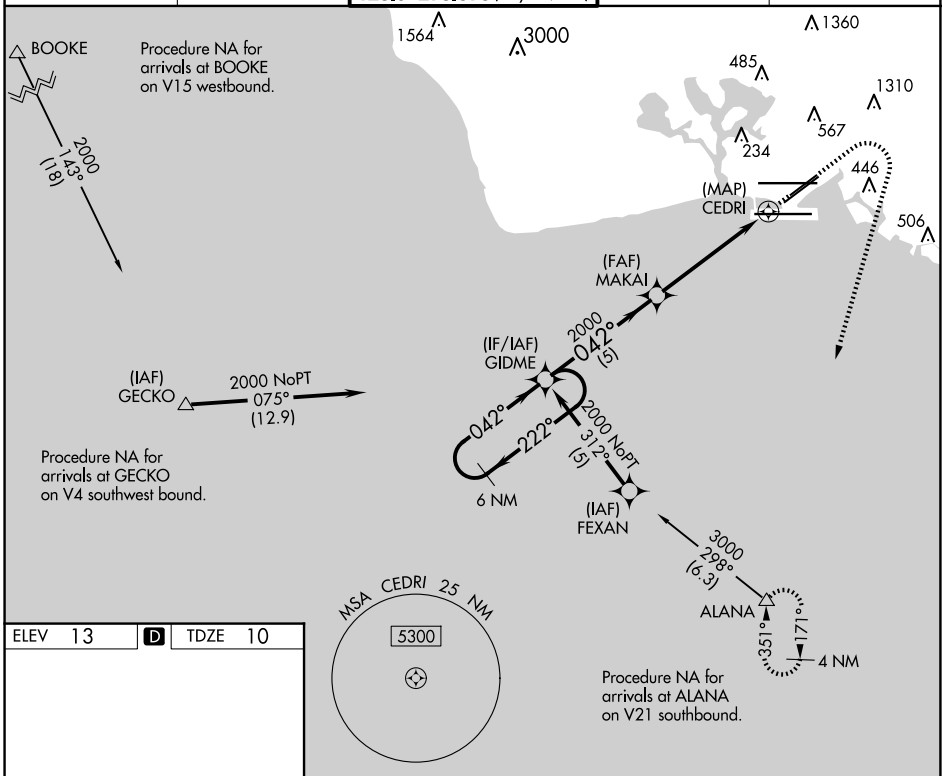 1564
3000
1360
BOOKE
Procedure NA for
arrivals at BOOKE
on V15 westbound.
485
1310
567
234
2000
143°
(18)
446
(MAP)
CEDRI
506
(FAF)
MAKAI
2000
042°
(5)
(IF/IAF)
GIDME
(IAF)
GECKO
2000 NoPT
075°
(12.9)
042°
222°
2000 NoPT
312°
(5)
Procedure NA for
arrivals at GECKO
on V4 southwest bound.
6 NM
(IAF)
FEXAN
3000
298°
(6.3)
MSA CEDRI 25 NM
5300
ALANA
351°
171°
4 NM
ELEV 13
D
TDZE 10
Procedure NA for
arrivals at ALANA
on V21 southbound.